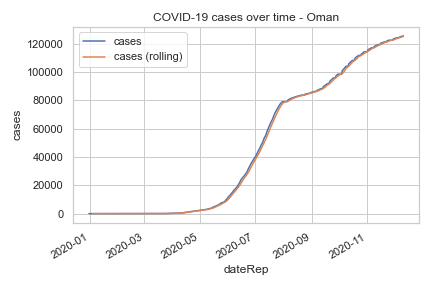 COVID-19 cases over time - Oman
cases
cases (rolling)
120000
100000
80000
60000
40000
20000
0
cases
2020-01
2020-03
2020-05
2020-07
2020-09
2020-11
dateRep